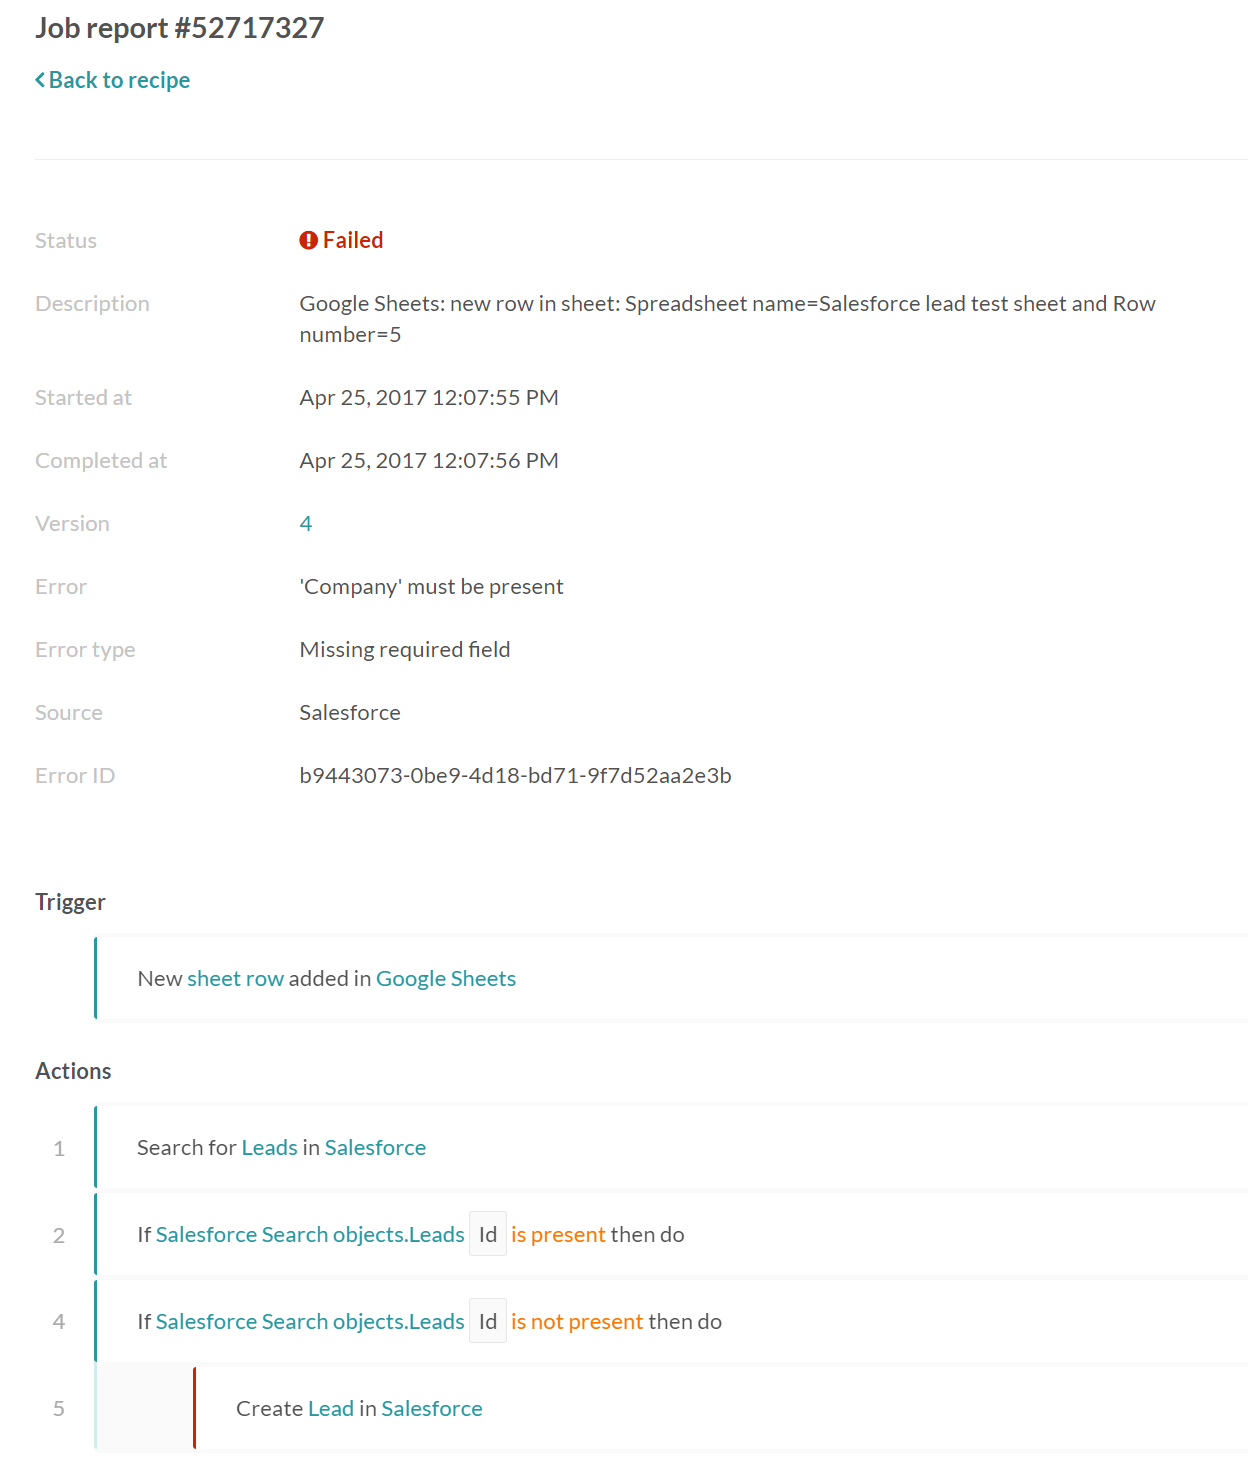 Job report #52717327
Back to recipe
Status
Failed
Description
Google Sheets: new row in sheet: Spreadsheet name=Salesforce lead test sheet and Row
number=5
Started at
Apr 25, 2017 12:07:55 PM
Completed at
Apr 25, 2017 12:07:56 PM
Version
4
Error
'Company' must be present
Error type
Missing required field
Source
Salesforce
Error ID
b9443073-0be9-4d18-bd71-9f7d52aa2e3b
Trigger
New sheet row added in Google Sheets
Actions
1 Search for Leads in Salesforce
2 If Salesforce Search objects.Leads Id is present then do
4 If Salesforce Search objects.Leads Id is not present then do
5 Create Lead in Salesforce